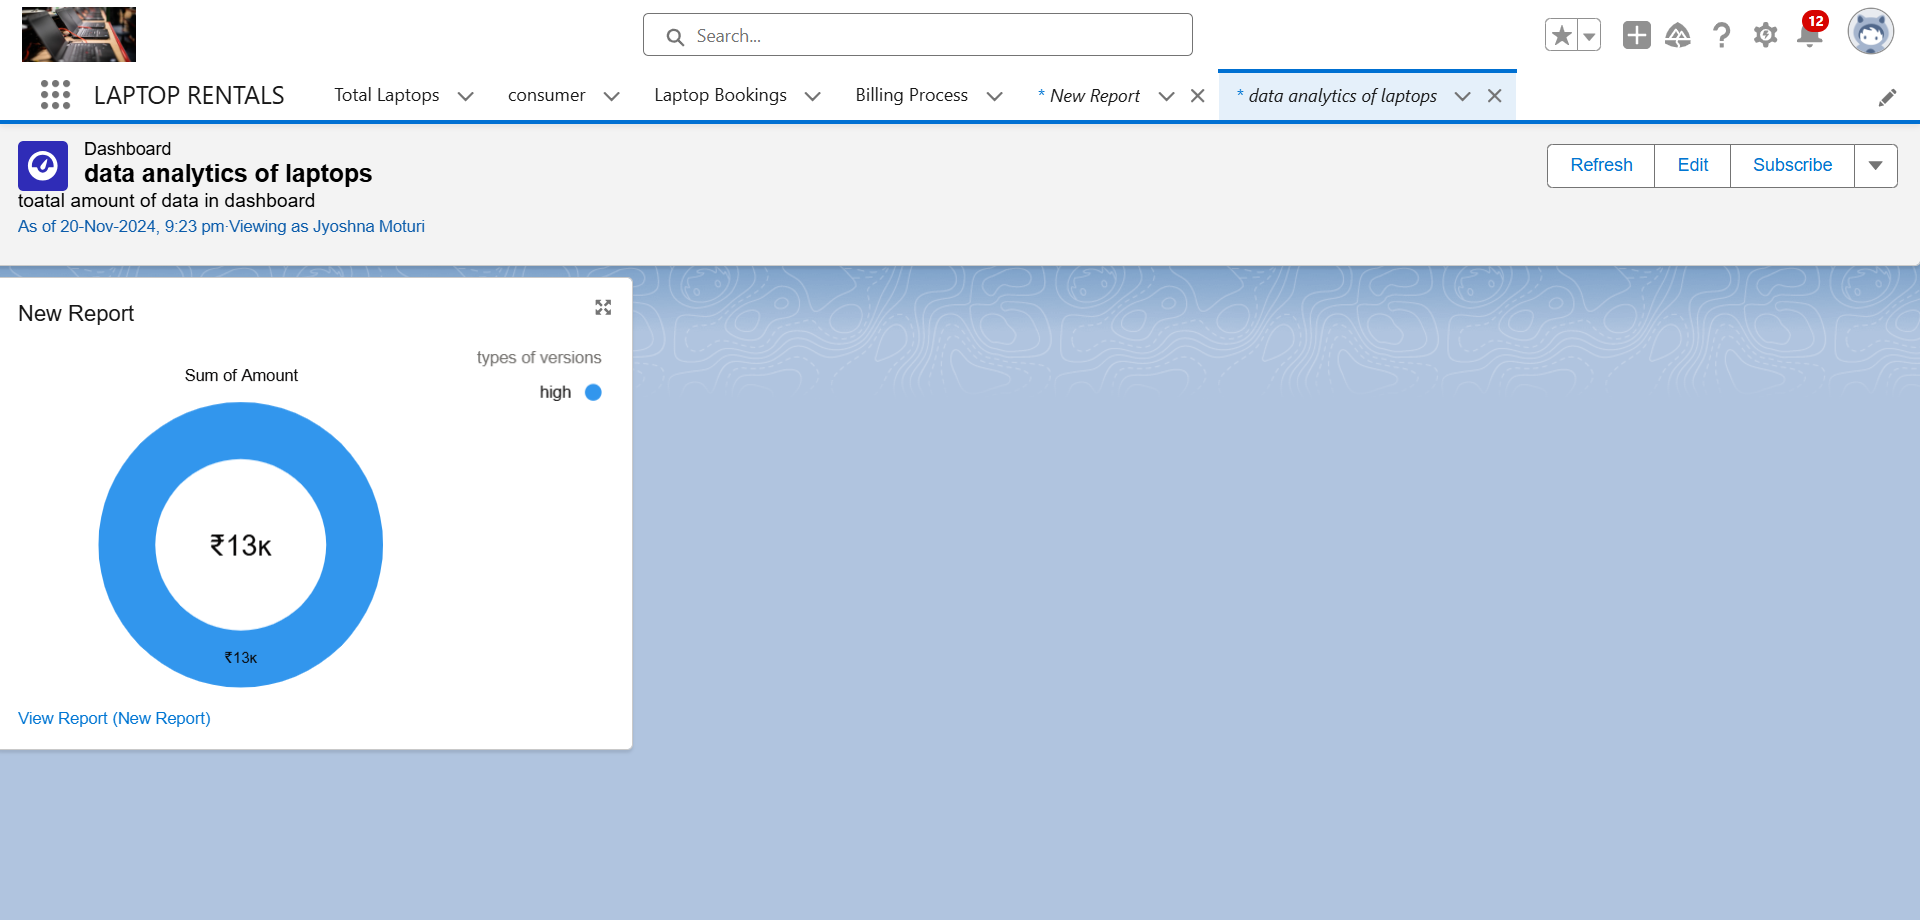 Search...
12
LAPTOP RENTALS
Total Laptops
consumer
Laptop Bookings
Billing Process
* New Report
* data analytics of laptops
Dashboard
data analytics of laptops
toatal amount of data in dashboard
As of 20-Nov-2024, 9:23 pm·Viewing as Jyoshna Moturi
Refresh
Edit
Subscribe
New Report
types of versions
high
Sum of Amount
₹13K
₹13K
View Report (New Report)